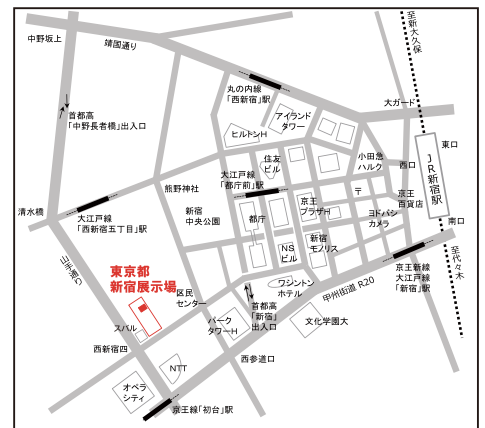 至新大久保
中野坂上
靖國通り
丸の内線
「西新宿」駅
大ガード
首都高
「中野長者橋」出入口
アイランド
タワー
ヒルトンH
東口
小田急
ハルク
西口
JR新宿駅
住友
ビル
大江戸線
「都庁前」駅
熊野神社
〒
京王
百貨店
清水橋
大江戸線
「西新宿五丁目」駅
新宿
中央公園
都庁
京王
プラザH
ヨドバシ
カメラ
南口
新宿
モノリス
NS
ビル
至代々木
山手通り
東京都
新宿展示場
区民
センター
ワシントン
ホテル
甲州街道 R20
京王新線
大江戸線
「新宿」駅
首都高
「新宿」
出入口
スバル
パーク
タワーH
文化学園大
西新宿四
西参道口
NTT
オペラ
シティ
京王線「初台」駅